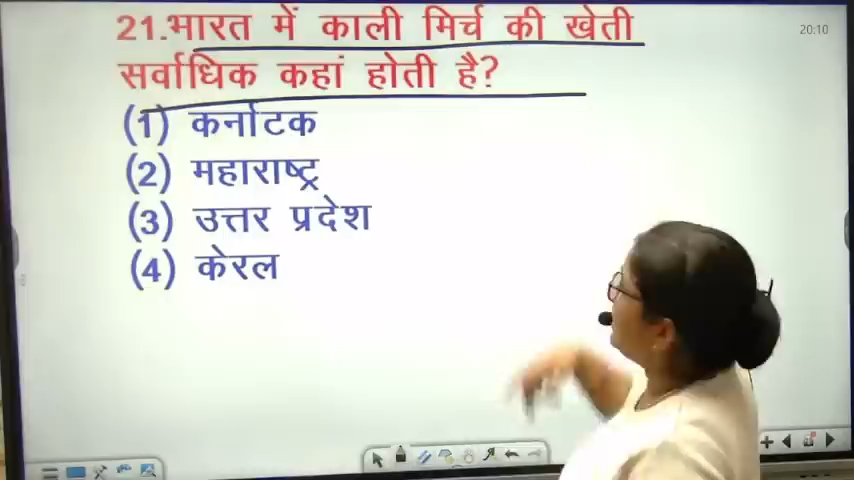 20:10
21.भारत में काली मिर्च की खेती
सर्वाधिक कहां होती है?
(1) कर्नाटक
(2) महाराष्ट्र
(3) उत्तर प्रदेश
(4) केरल